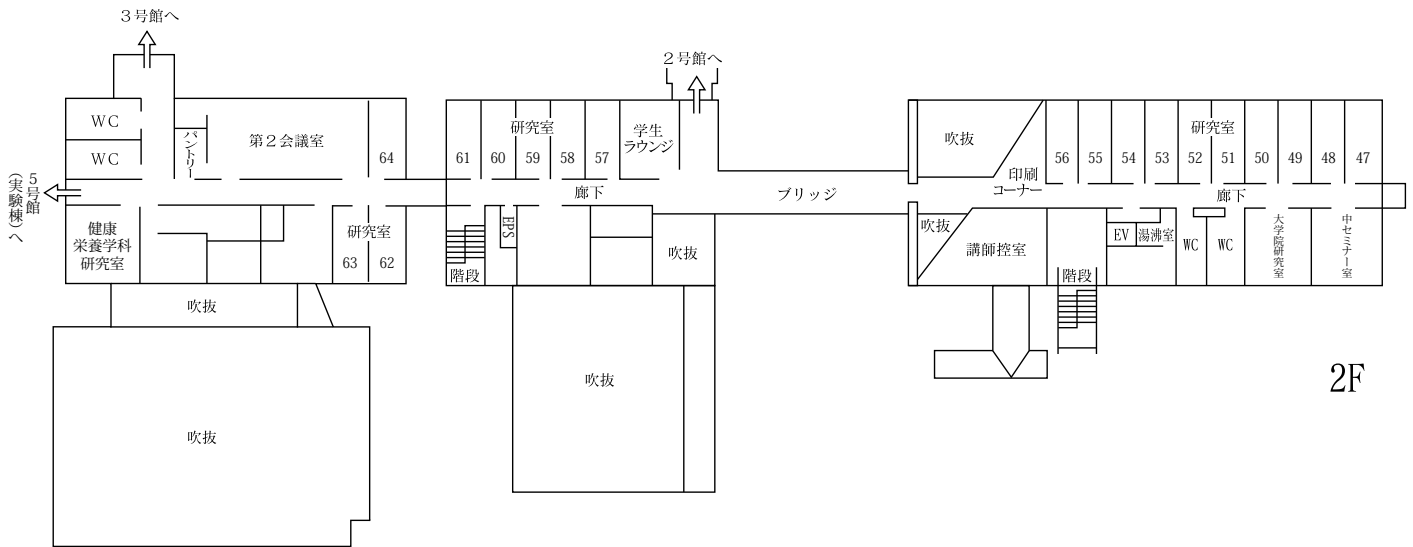 3号館へ
2号館へ
5号館
(実験棟)へ
WC
WC
パントリー
第2会議室
64
健康
栄養学科
研究室
研究室
63
62
吹抜
吹抜
61
60
研究室
59
58
57
学生
ラウンジ
廊下
EPS
階段
吹抜
吹抜
ブリッジ
吹抜
吹抜
印刷
コーナー
講師控室
56
55
54
53
研究室
52
51
50
49
48
47
廊下
階段
EV
湯沸室
WC
WC
大学院研究室
中セミナー室
2F